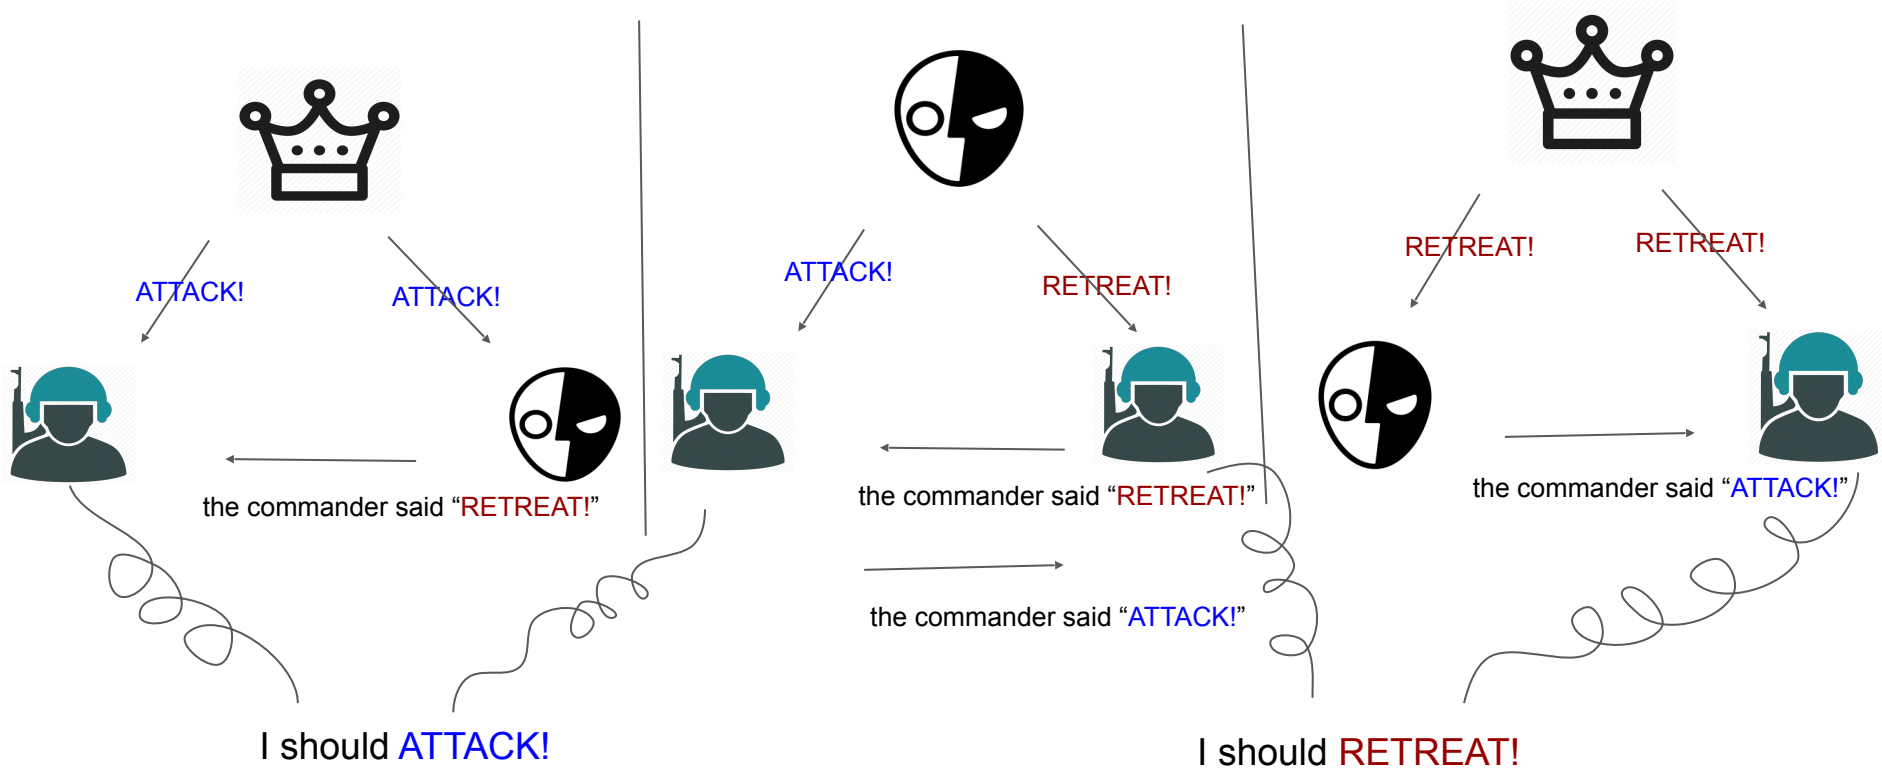 ATTACK!
ATTACK!
the commander said “RETREAT!”
ATTACK!
RETREAT!
the commander said “RETREAT!”
the commander said “ATTACK!”
RETREAT!
RETREAT!
the commander said “ATTACK!”
I should ATTACK!
I should RETREAT!